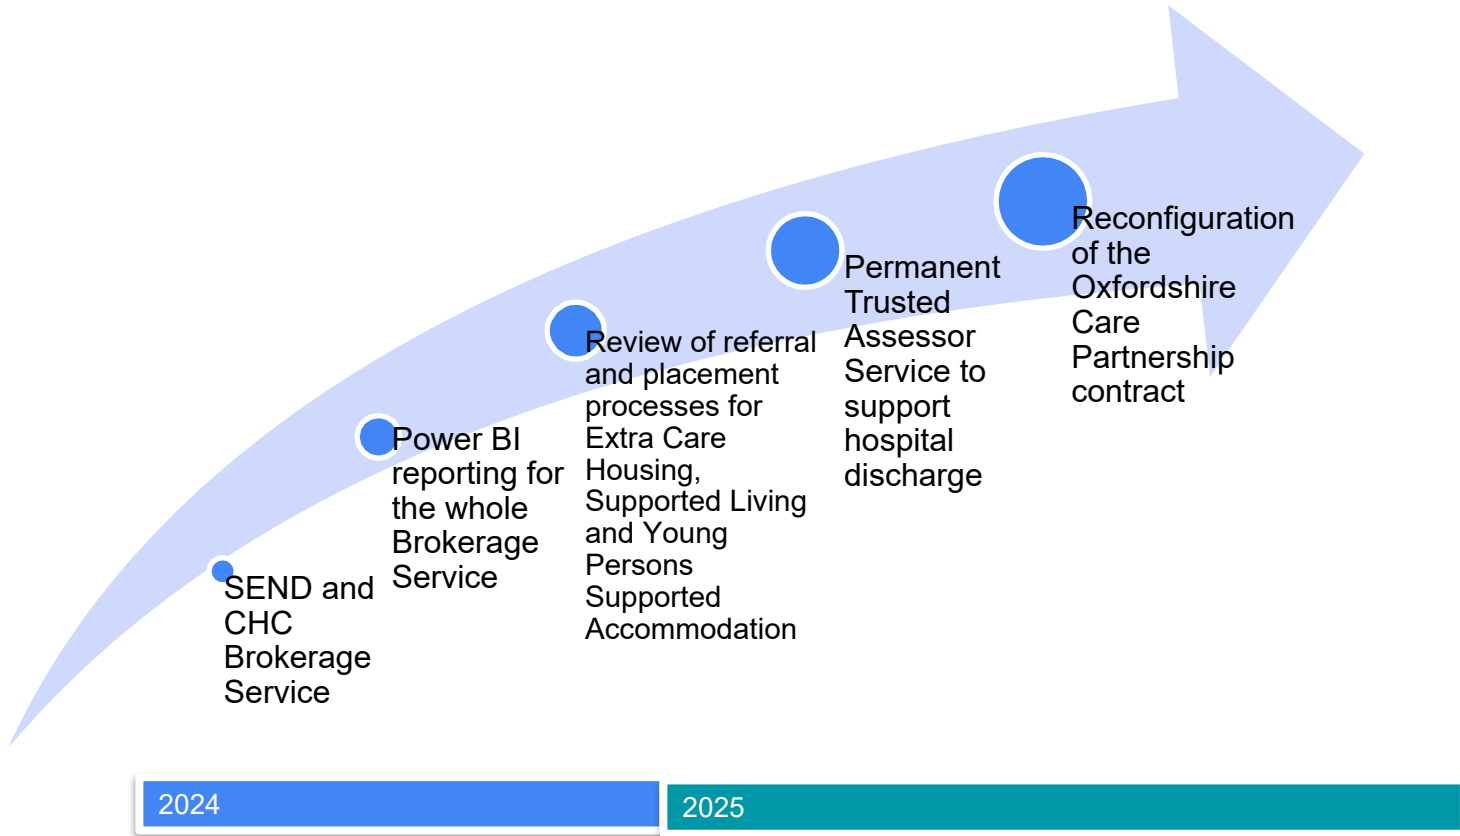 SEND and
CHC
Brokerage
Service
Power BI
reporting for
the whole
Brokerage
Service
Review of referral
and placement
processes for
Extra Care
Housing,
Supported Living
and Young
Persons
Supported
Accommodation
Permanent
Trusted
Assessor
Service to
support
hospital
discharge
Reconfiguration
of the
Oxfordshire
Care
Partnership
contract
2024
2025